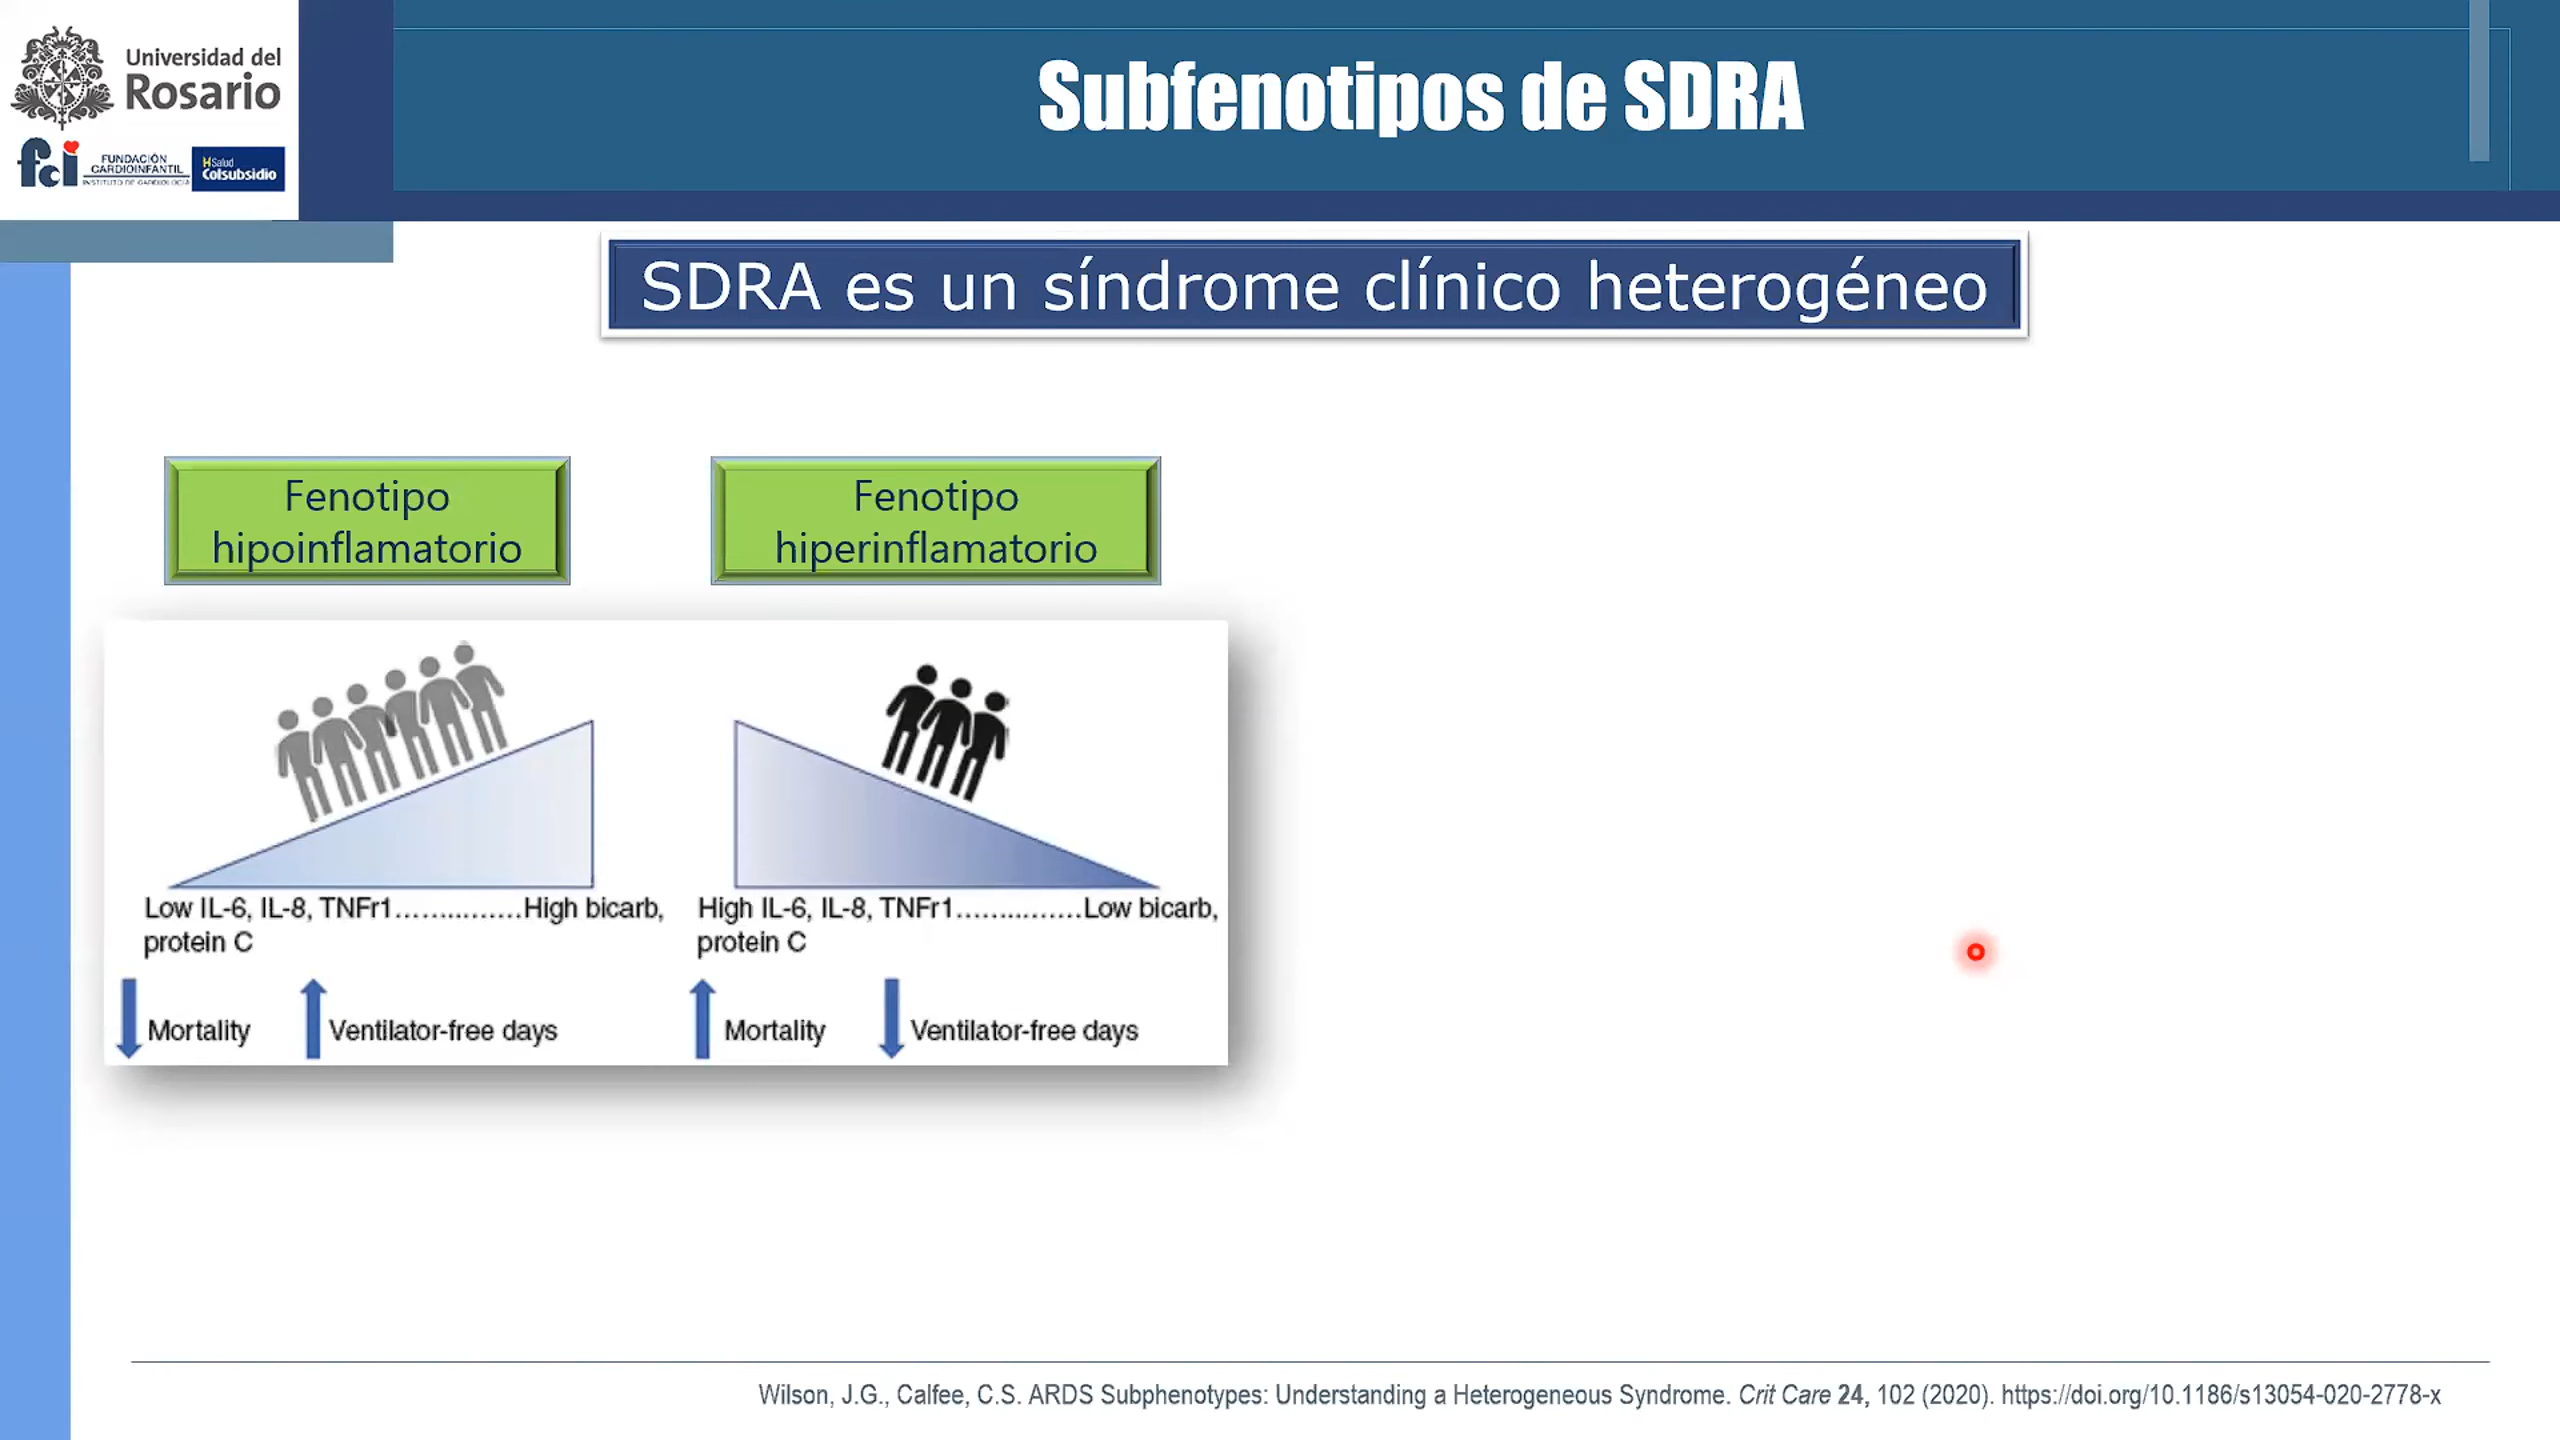 Universidad del
Rosario
fci
FUNDACIÓN
CARDIOINFANTIL
INSTITUTO DE CARDIOLOGÍA
Salud
Colsubsidio
Subfenotipos de SDRA
SDRA es un síndrome clínico heterogéneo
Fenotipo
hipoinflamatorio
Fenotipo
hiperinflamatorio
Low IL-6, IL-8, TNFr1..............High bicarb,
protein C
High IL-6, IL-8, TNFr1..............Low bicarb,
protein C
Mortality
Ventilator-free days
Mortality
Ventilator-free days
Wilson, J.G., Calfee, C.S. ARDS Subphenotypes: Understanding a Heterogeneous Syndrome. Crit Care 24, 102 (2020). https://doi.org/10.1186/s13054-020-2778-x